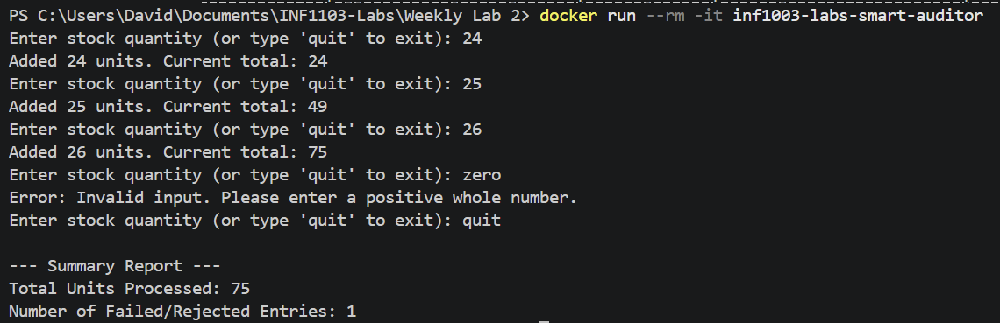 PS C:\Users\David\Documents\INF1103-Labs\Weekly Lab 2> docker run --rm -it inf1003-labs-smart-auditor
Enter stock quantity (or type 'quit' to exit): 24
Added 24 units. Current total: 24
Enter stock quantity (or type 'quit' to exit): 25
Added 25 units. Current total: 49
Enter stock quantity (or type 'quit' to exit): 26
Added 26 units. Current total: 75
Enter stock quantity (or type 'quit' to exit): zero
Error: Invalid input. Please enter a positive whole number.
Enter stock quantity (or type 'quit' to exit): quit

--- Summary Report ---
Total Units Processed: 75
Number of Failed/Rejected Entries: 1